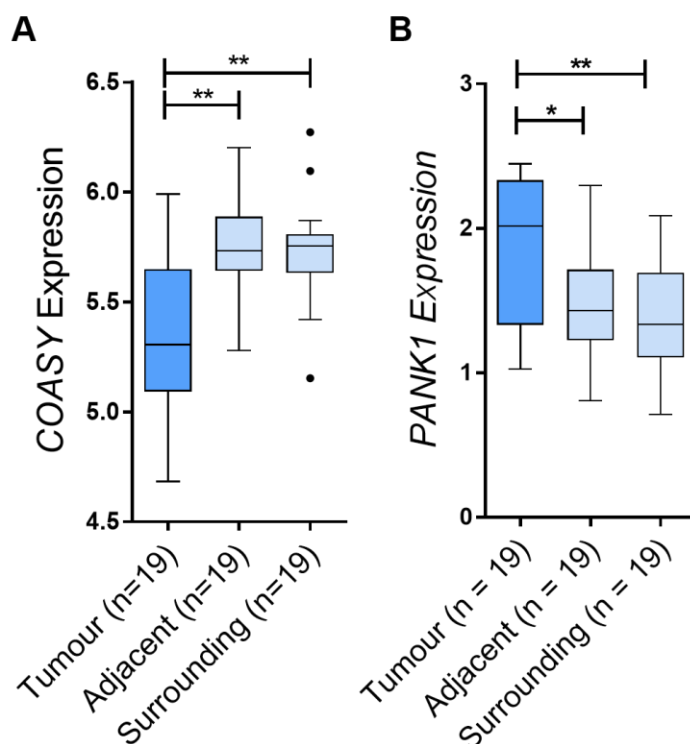 A
COASY Expression
6.5
6.0
5.5
5.0
4.5
**
**
Tumour (n=19)
Adjacent (n=19)
Surrounding (n=19)
B
PANK1 Expression
3
2
1
0
**
*
Tumour (n = 19)
Adjacent (n = 19)
Surrounding (n = 19)